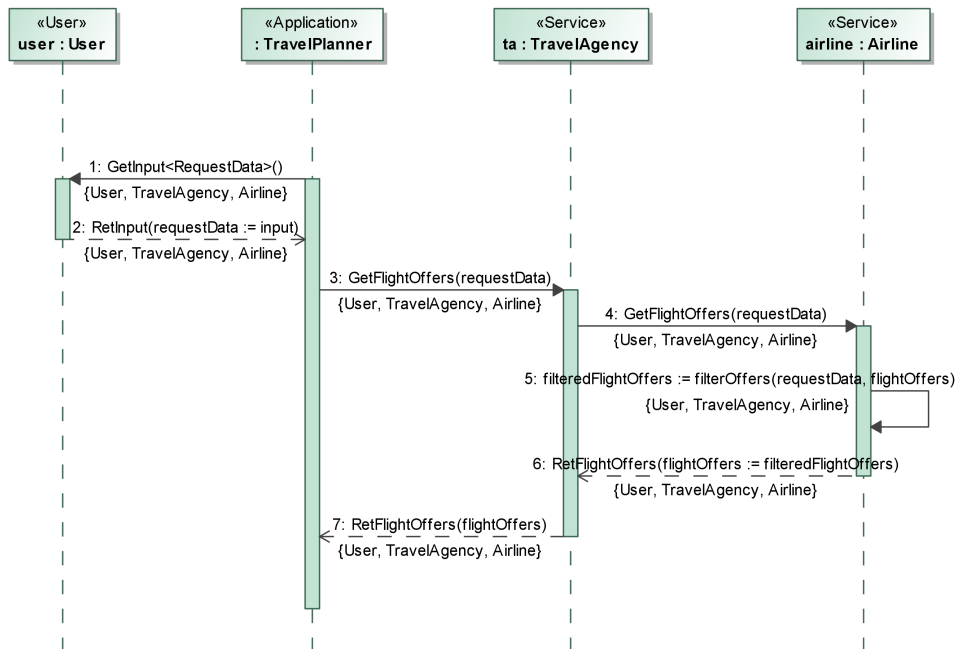 «User»
user : User
«Application»
: TravelPlanner
«Service»
ta : TravelAgency
«Service»
airline : Airline
1: GetInput<RequestData>()
{User, TravelAgency, Airline}
2: RetInput(requestData := input)
{User, TravelAgency, Airline}
3: GetFlightOffers(requestData)
{User, TravelAgency, Airline}
4: GetFlightOffers(requestData)
{User, TravelAgency, Airline}
5: filteredFlightOffers := filterOffers(requestData, flightOffers)
{User, TravelAgency, Airline}
6: RetFlightOffers(flightOffers := filteredFlightOffers)
{User, TravelAgency, Airline}
7: RetFlightOffers(flightOffers)
{User, TravelAgency, Airline}